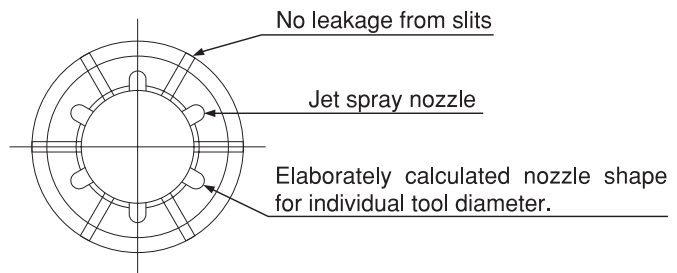 No leakage from slits
Jet spray nozzle
Elaborately calculated nozzle shape
for individual tool diameter.